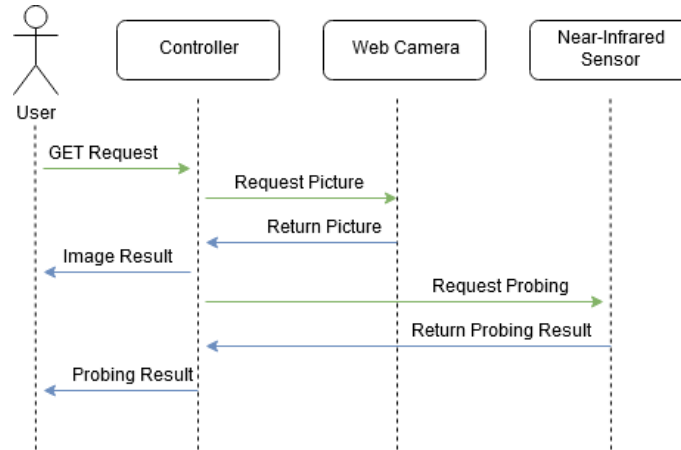 Controller
Web Camera
Near-Infrared
Sensor
User
GET Request
Request Picture
Return Picture
Image Result
Request Probing
Return Probing Result
Probing Result